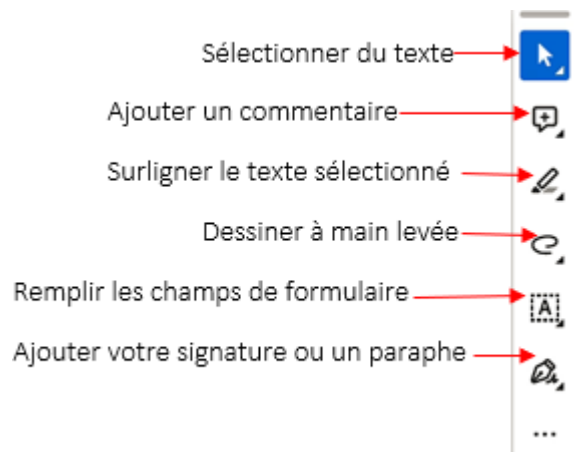 Sélectionner du texte
Ajouter un commentaire
Surligner le texte sélectionné
Dessiner à main levée
Remplir les champs de formulaire
A
Ajouter votre signature ou un paraphe